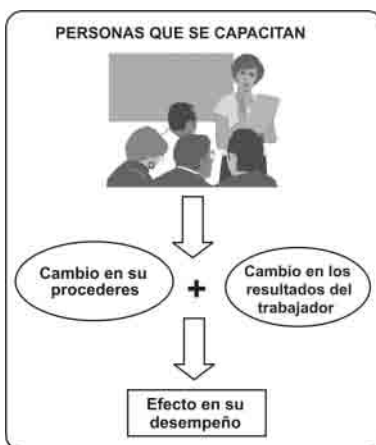 PERSONAS QUE SE CAPACITAN
Cambio en su
procederes
+
Cambio en los
resultados del
trabajador
Efecto en su
desempeño